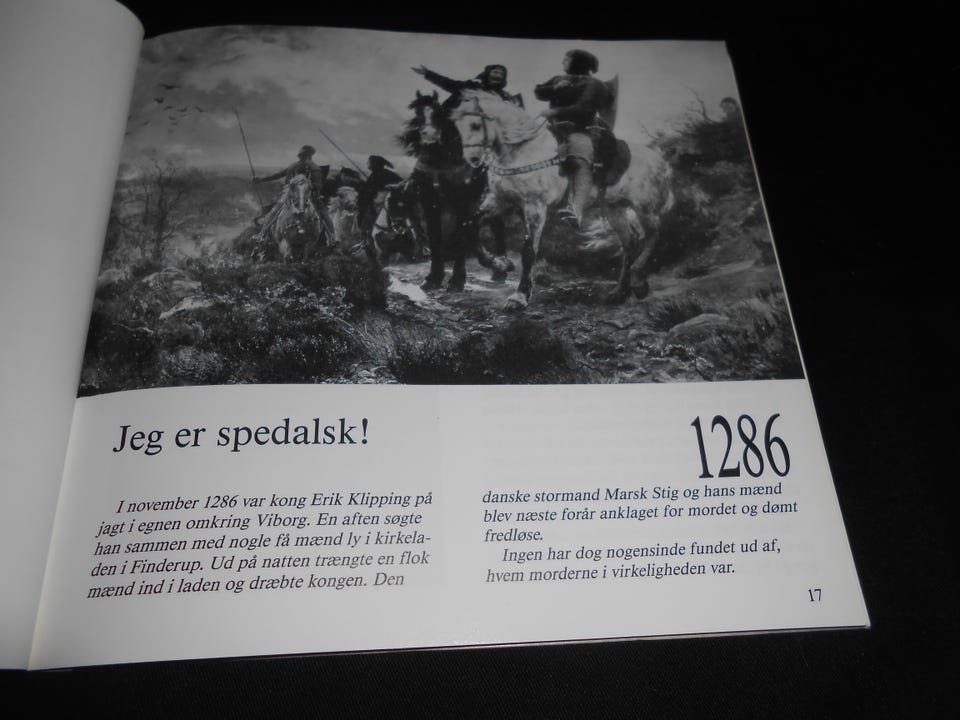 Jeg er spedalsk!
1286
I november 1286 var kong Erik Klipping på
jagt i egnen omkring Viborg. En aften søgte
han sammen med nogle få mænd ly i kirkela-
den i Finderup. Ud på natten trængte en flok
mænd ind i laden og dræbte kongen. Den
danske stormand Marsk Stig og hans mænd
blev næste forår anklaget for mordet og dømt
fredløse.
Ingen har dog nogensinde fundet ud af,
hvem morderne i virkeligheden var.
17